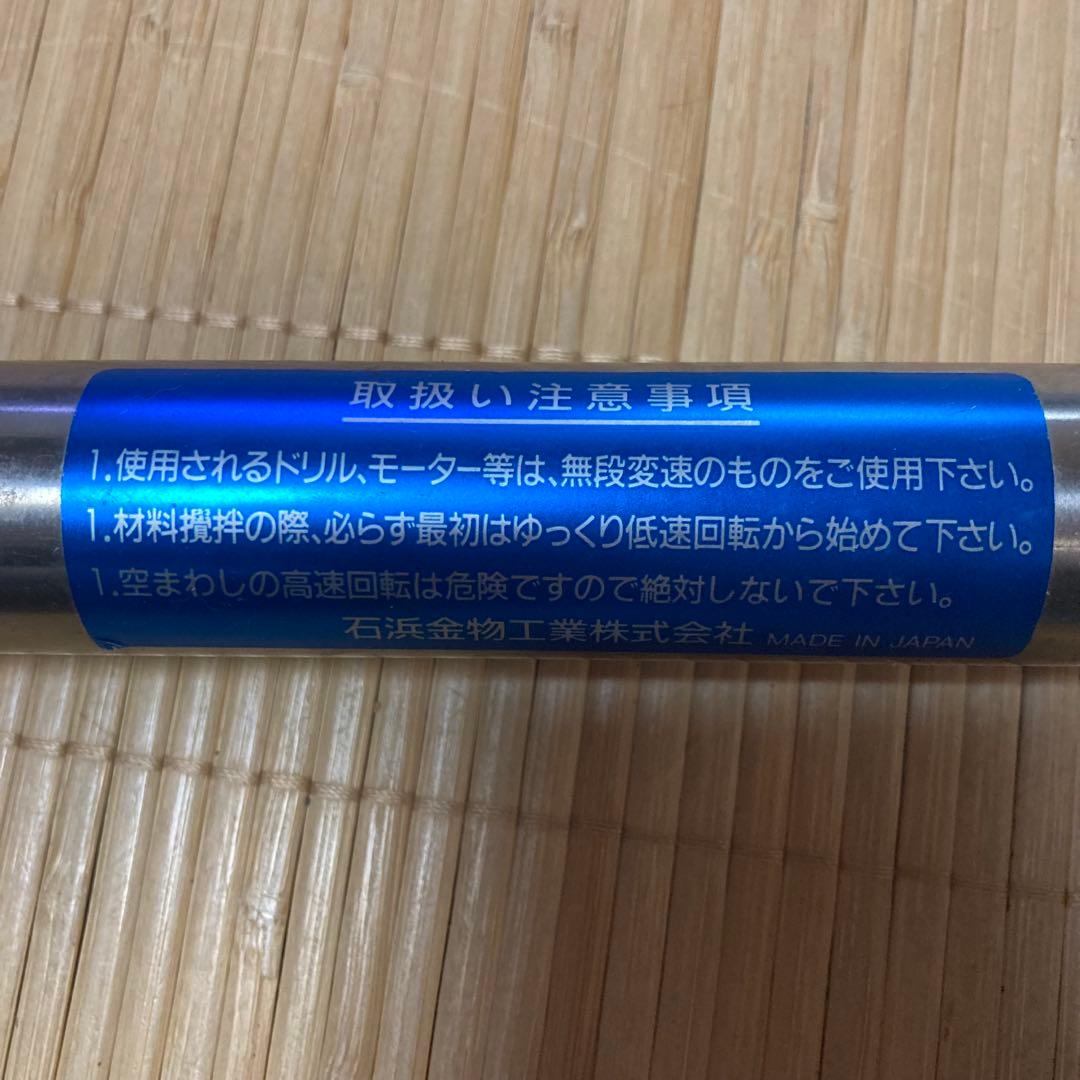 取扱い注意事項
1.使用されるドリル、モーター等は、無段変速のものをご使用下さい。
1.材料攪拌の際、必らず最初はゆっくり低速回転から始めて下さい。
1.空まわしの高速回転は危険ですので絶対しないで下さい。
石浜金物工業株式会社 MADE IN JAPAN